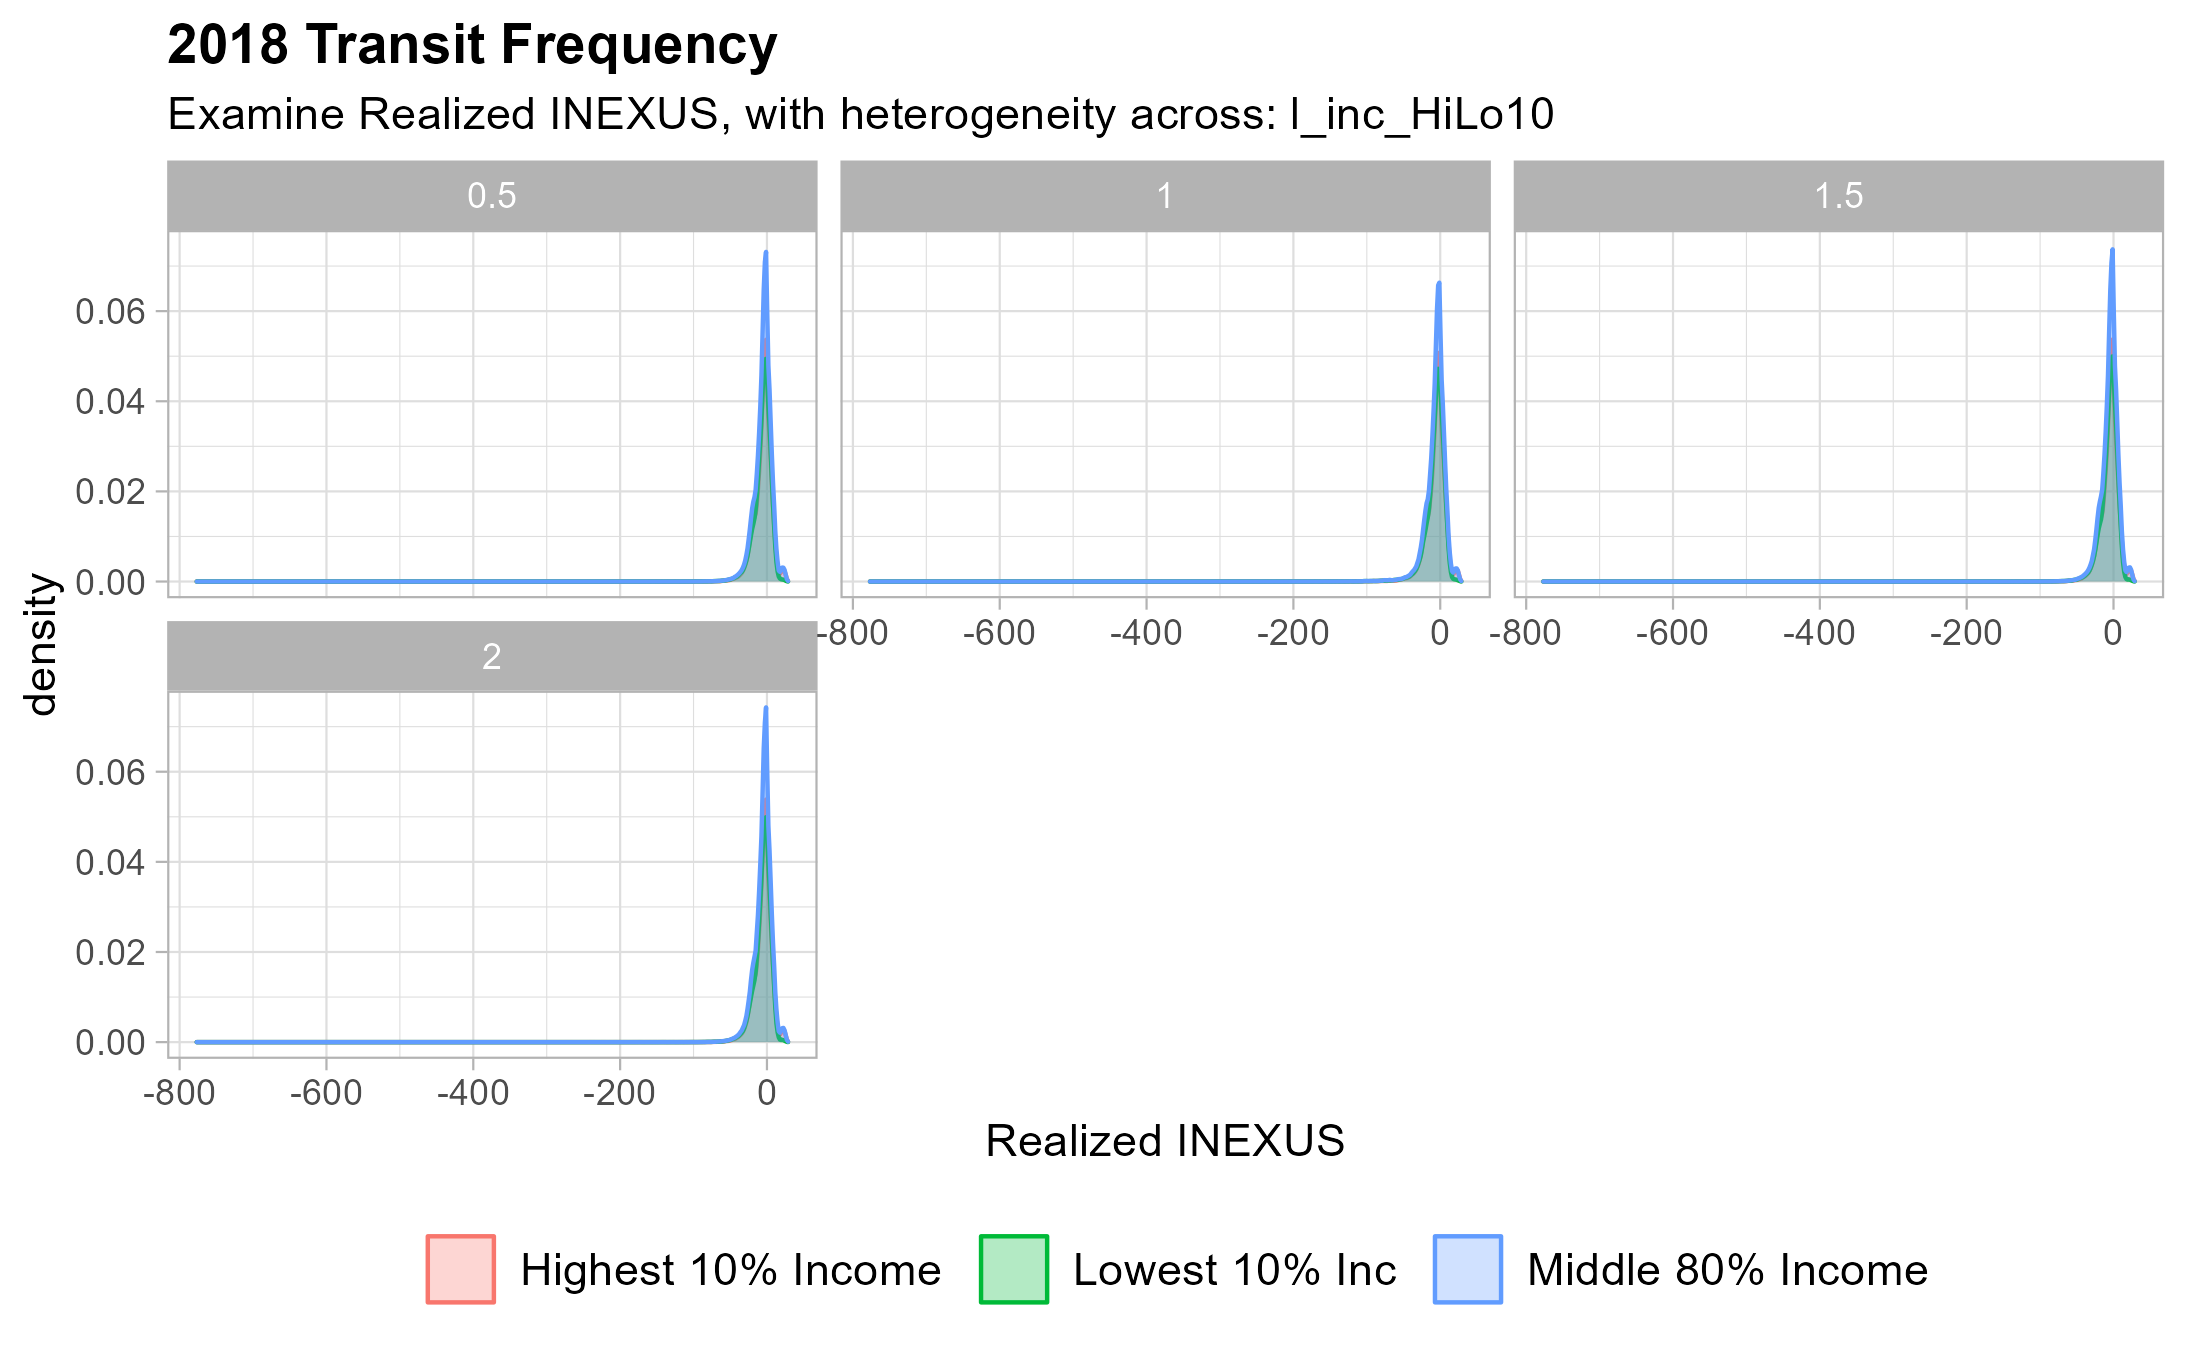 2018 Transit Frequency
Examine Realized INEXUS, with heterogeneity across: l_inc_HiLo10
0.5 1 1.5
0.06
0.04
0.02
0.00
-800 -600 -400 -200 0 -800 -600 -400 -200 0
2
density
0.06
0.04
0.02
0.00
-800 -600 -400 -200 0
Realized INEXUS
Highest 10% Income Lowest 10% Inc Middle 80% Income